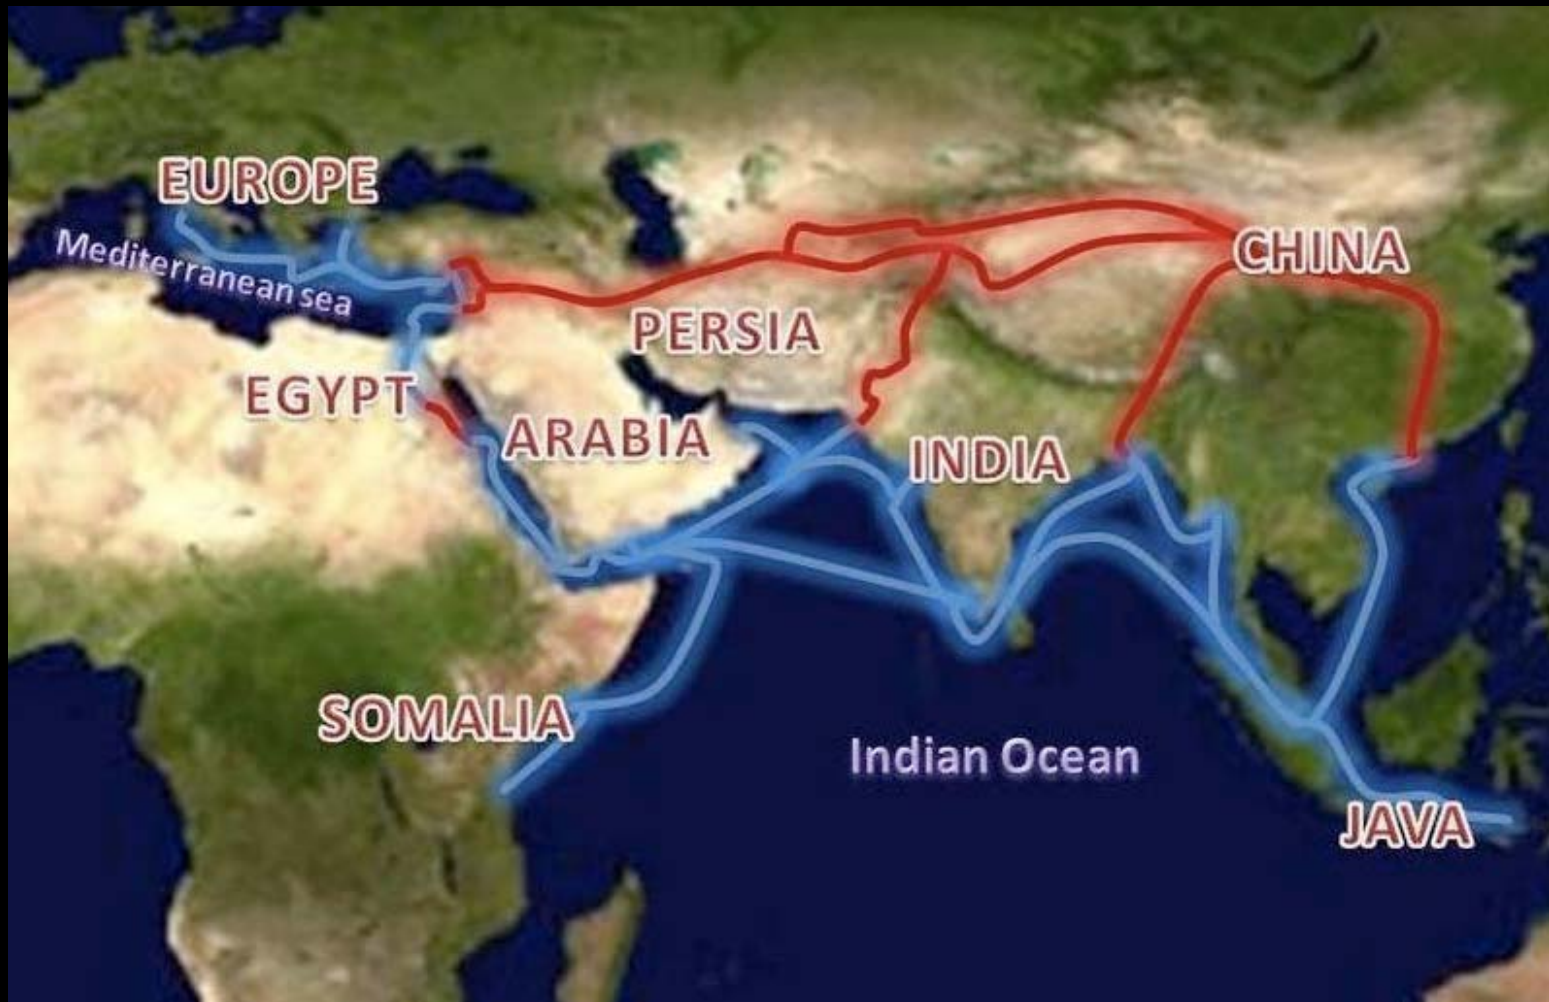 EUROPE
Mediterranean sea
CHINA
PERSIA
EGYPT
ARABIA
INDIA
SOMALIA
Indian Ocean
JAVA